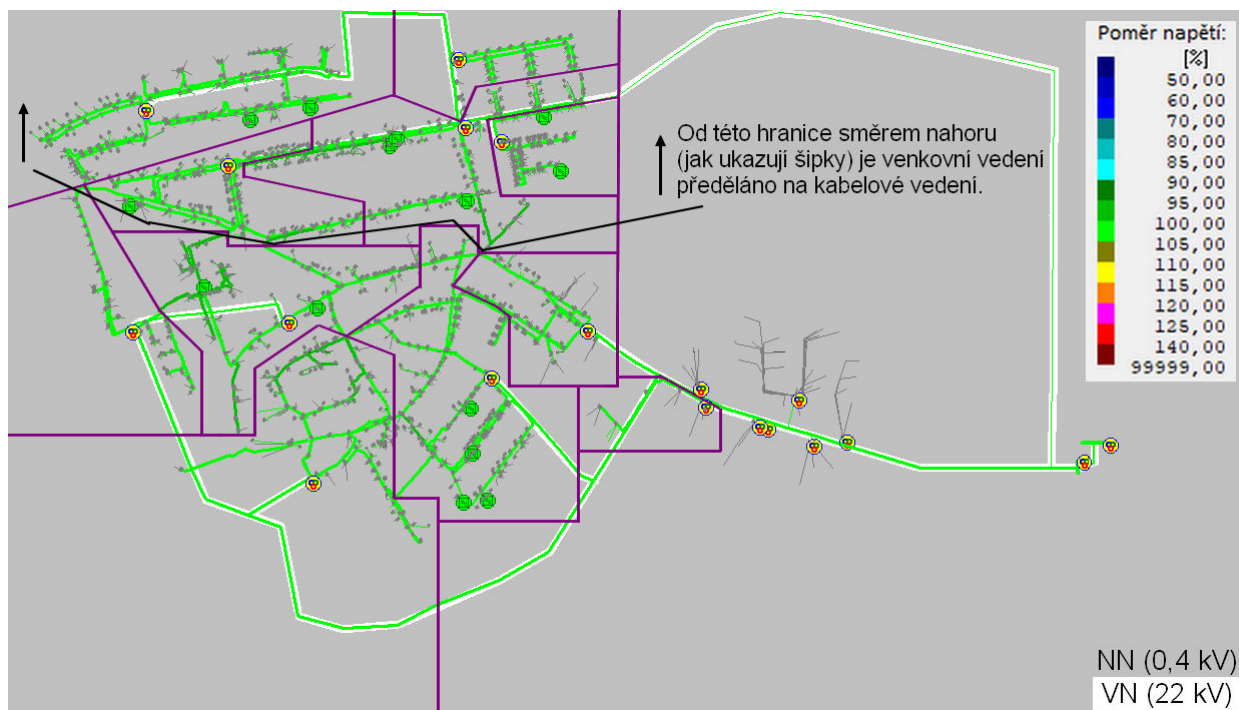 Poměr napětí:
[%]
50,00
60,00
70,00
80,00
85,00
90,00
95,00
100,00
105,00
110,00
115,00
120,00
125,00
140,00
99999,00
Od této hranice směrem nahoru
(jak ukazují šipky) je venkovní vedení
předěláno na kabelové vedení.
NN (0,4 kV)
VN (22 kV)